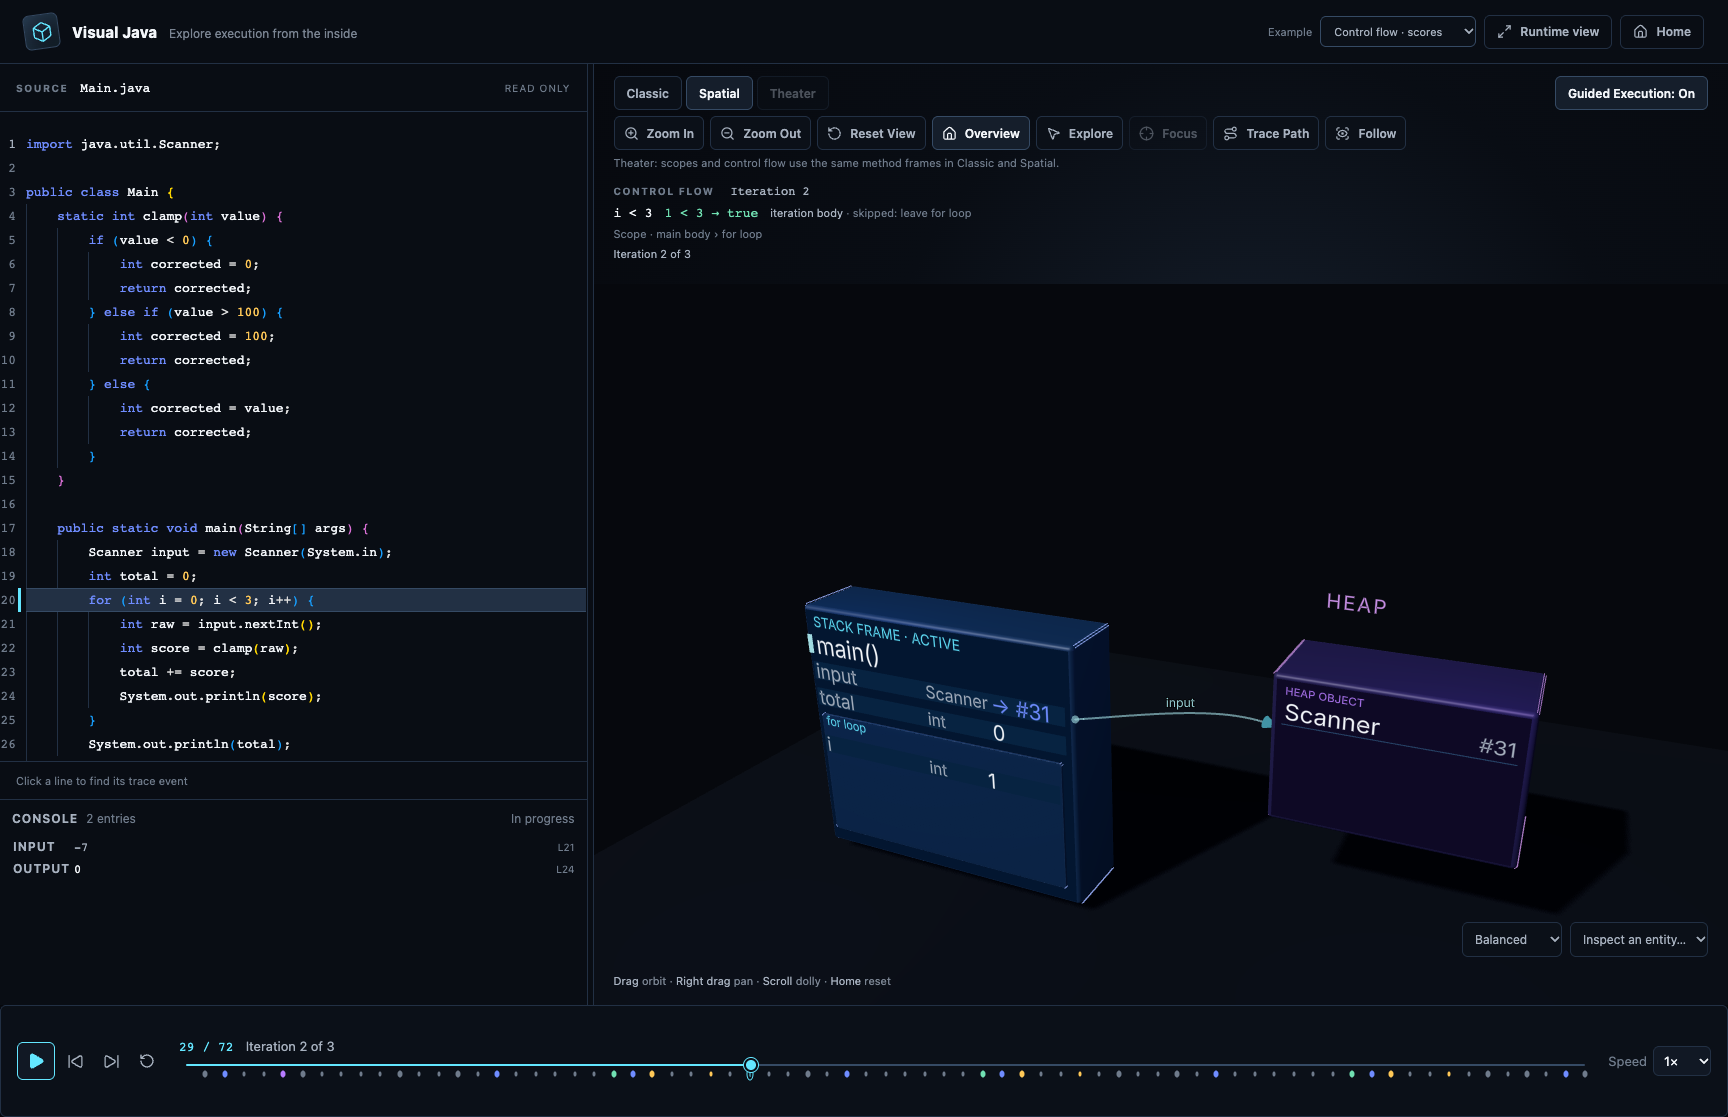 Visual Java Explore execution from the inside
Example Control flow · scores Runtime view Home
SOURCE Main.java READ ONLY
1 import java.util.Scanner;
2
3 public class Main {
4 static int clamp(int value) {
5 if (value < 0) {
6 int corrected = 0;
7 return corrected;
8 } else if (value > 100) {
9 int corrected = 100;
10 return corrected;
11 } else {
12 int corrected = value;
13 return corrected;
14 }
15 }
16
17 public static void main(String[] args) {
18 Scanner input = new Scanner(System.in);
19 int total = 0;
20 for (int i = 0; i < 3; i++) {
21 int raw = input.nextInt();
22 int score = clamp(raw);
23 total += score;
24 System.out.println(score);
25 }
26 System.out.println(total);
Click a line to find its trace event
CONSOLE 2 entries In progress
INPUT -7 L21
OUTPUT 0 L24
Classic Spatial Theater Guided Execution: On
Zoom In Zoom Out Reset View Overview Explore Focus Trace Path Follow
Theater: scopes and control flow use the same method frames in Classic and Spatial.
CONTROL FLOW Iteration 2
i < 3 1 < 3 → true iteration body · skipped: leave for loop
Scope · main body › for loop
Iteration 2 of 3
STACK FRAME · ACTIVE
main()
input Scanner → #31
total int 0
for loop
i int 1
input
HEAP
HEAP OBJECT
Scanner
#31
Balanced Inspect an entity...
Drag orbit · Right drag pan · Scroll dolly · Home reset
29 / 72 Iteration 2 of 3
Speed 1×